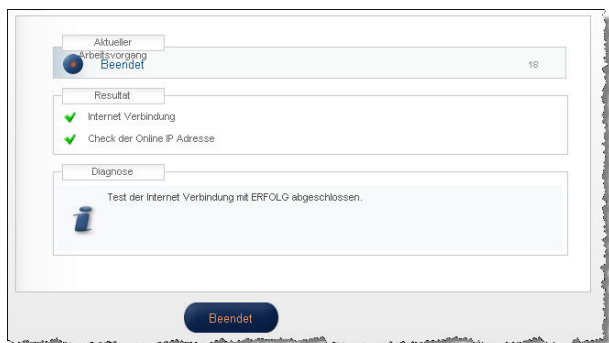 Aktueller
Arbeitsvorgang
Beendet
18
Resultat
Internet Verbindung
Check der Online IP Adresse
Diagnose
Test der Internet Verbindung mit ERFOLG abgeschlossen.
Beendet